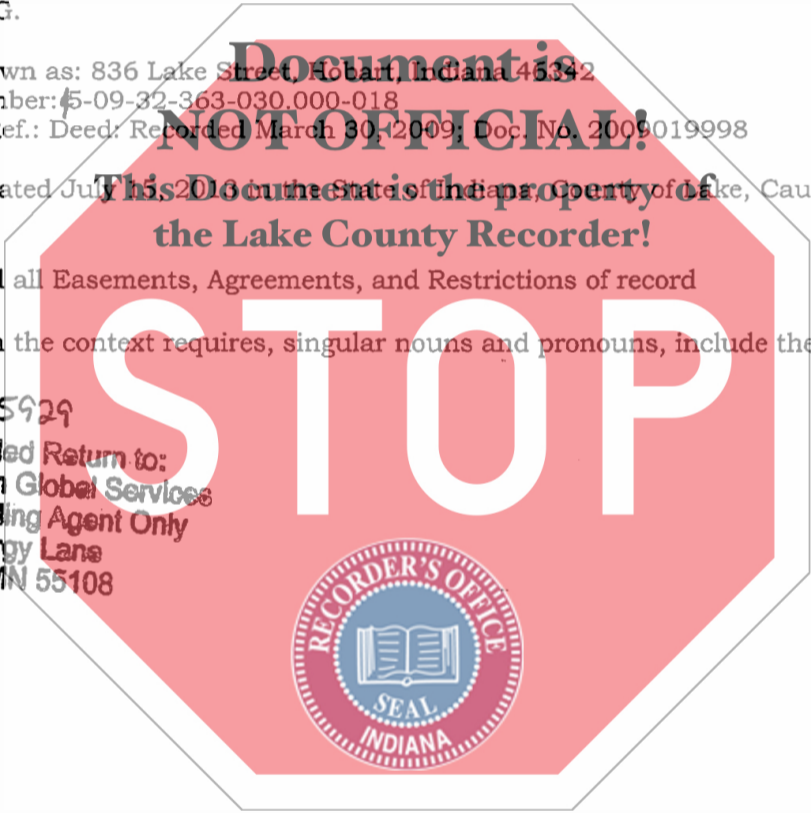 G.
Document is
wn as: 836 Lake Street, Hobart, Indiana 46342
nber: 45-09-32-363-030.000-018
NOT OFFICIAL!
ef.: Deed: Recorded March 30, 2009; Doc. No. 2009019998
ated July 15, 2013 in the State of Indiana, County of Lake, Cau
This Document is the property of
the Lake County Recorder!
all Easements, Agreements, and Restrictions of record
the context requires, singular nouns and pronouns, include the
STOP
5929
ed Return to:
Global Services
ding Agent Only
gy Lane
MN 55108
RECORDER'S OFFICE
SEAL
INDIANA